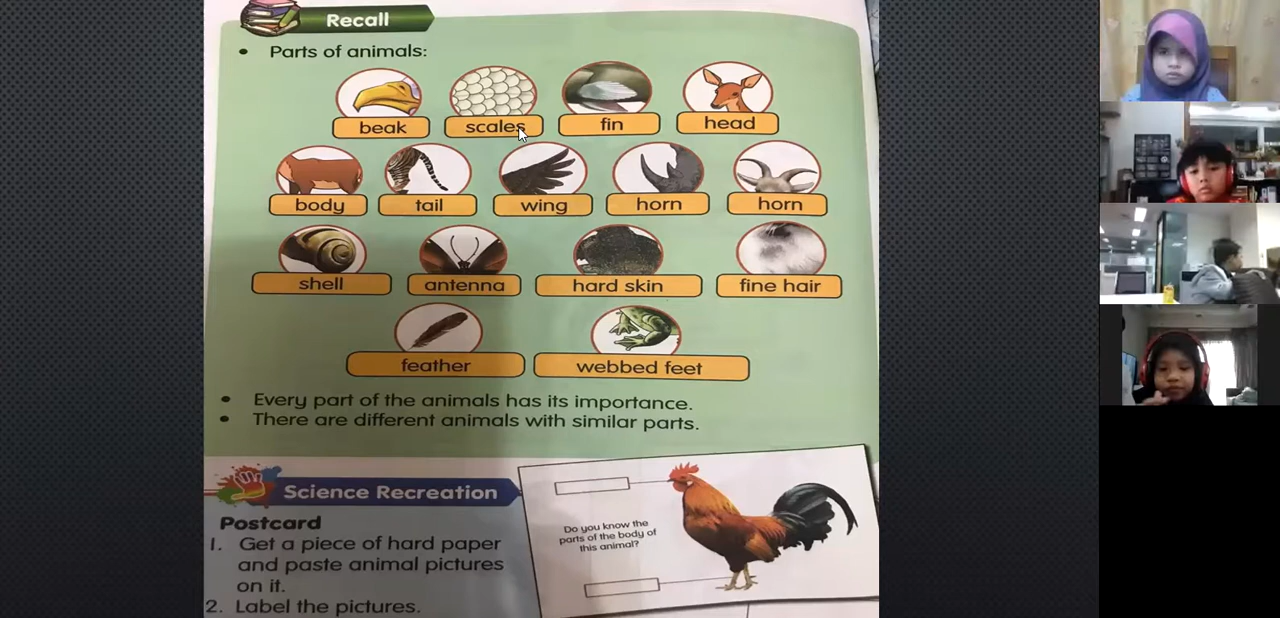 Recall
• Parts of animals:
beak scales fin head
body tail wing horn horn
shell antenna hard skin fine hair
feather webbed feet
• Every part of the animals has its importance.
• There are different animals with similar parts.
Science Recreation
Postcard
1. Get a piece of hard paper
and paste animal pictures
on it.
2. Label the pictures.
Do you know the
parts of the body of
this animal?